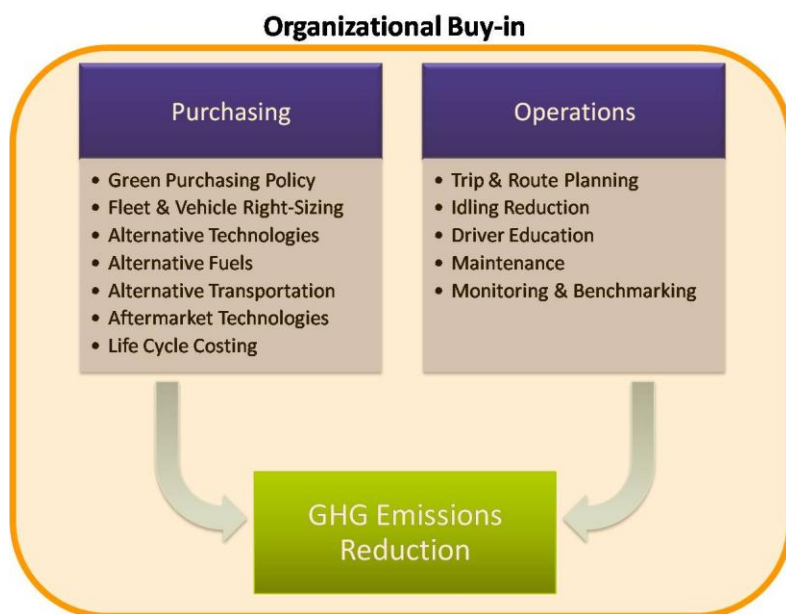 Organizational Buy-in
Purchasing
• Green Purchasing Policy
• Fleet & Vehicle Right-Sizing
• Alternative Technologies
• Alternative Fuels
• Alternative Transportation
• Aftermarket Technologies
• Life Cycle Costing
Operations
• Trip & Route Planning
• Idling Reduction
• Driver Education
• Maintenance
• Monitoring & Benchmarking
GHG Emissions
Reduction